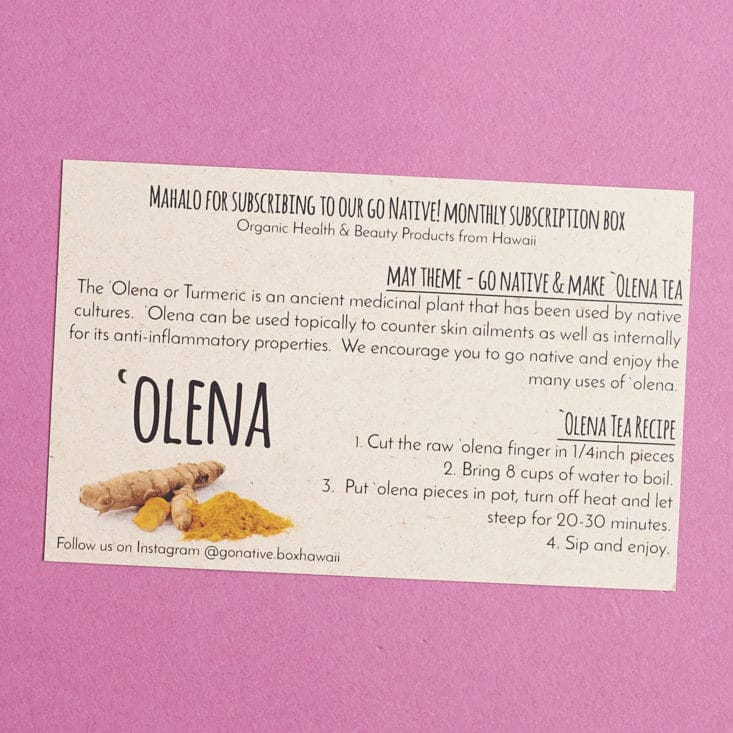 Mahalo for subscribing to our go Native! monthly subscription box
Organic Health & Beauty Products from Hawaii
MAY THEME - GO NATIVE & MAKE `OLENA TEA
The `Olena or Turmeric is an ancient medicinal plant that has been used by native
cultures. `Olena can be used topically to counter skin ailments as well as internally
for its anti-inflammatory properties. We encourage you to go native and enjoy the
many uses of `olena.
‘OLENA
`Olena Tea Recipe
1. Cut the raw `olena finger in 1/4inch pieces
2. Bring 8 cups of water to boil.
3. Put `olena pieces in pot, turn off heat and let
steep for 20-30 minutes.
4. Sip and enjoy.
Follow us on Instagram @gonative.boxhawaii